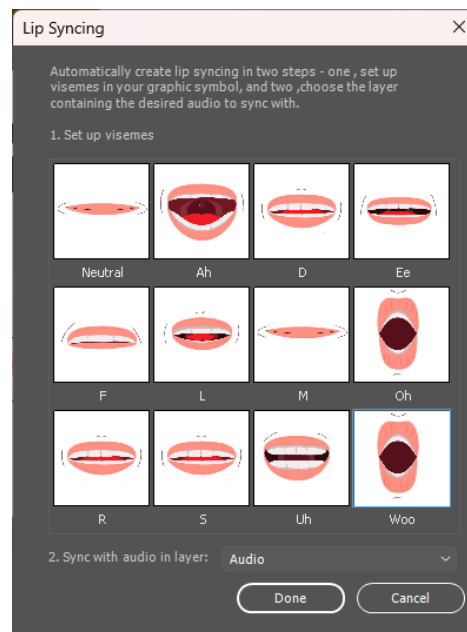 Lip Syncing
Automatically create lip syncing in two steps - one , set up
visemes in your graphic symbol, and two ,choose the layer
containing the desired audio to sync with.
1. Set up visemes
Neutral Ah D Ee
F L M Oh
R S Uh Woo
2. Sync with audio in layer: Audio
Done Cancel